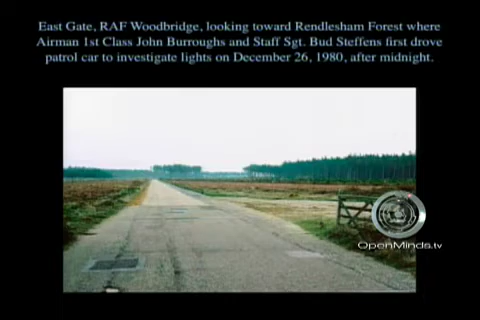 East Gate, RAF Woodbridge, looking toward Rendlesham Forest where
Airman 1st Class John Burroughs and Staff Sgt. Bud Steffens first drove
patrol car to investigate lights on December 26, 1980, after midnight.
OpenMinds.tv